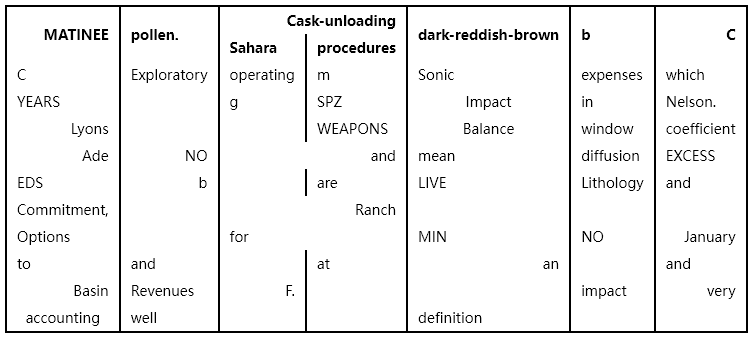 MATINEE pollen. Cask-unloading dark-reddish-brown b C
Sahara procedures
C Exploratory operating m Sonic expenses which
YEARS g SPZ Impact in Nelson.
Lyons WEAPONS Balance window coefficient
Ade NO and mean diffusion EXCESS
EDS b are LIVE Lithology and
Commitment, Ranch
Options for MIN NO January
to and at an and
Basin Revenues F. impact very
accounting well definition